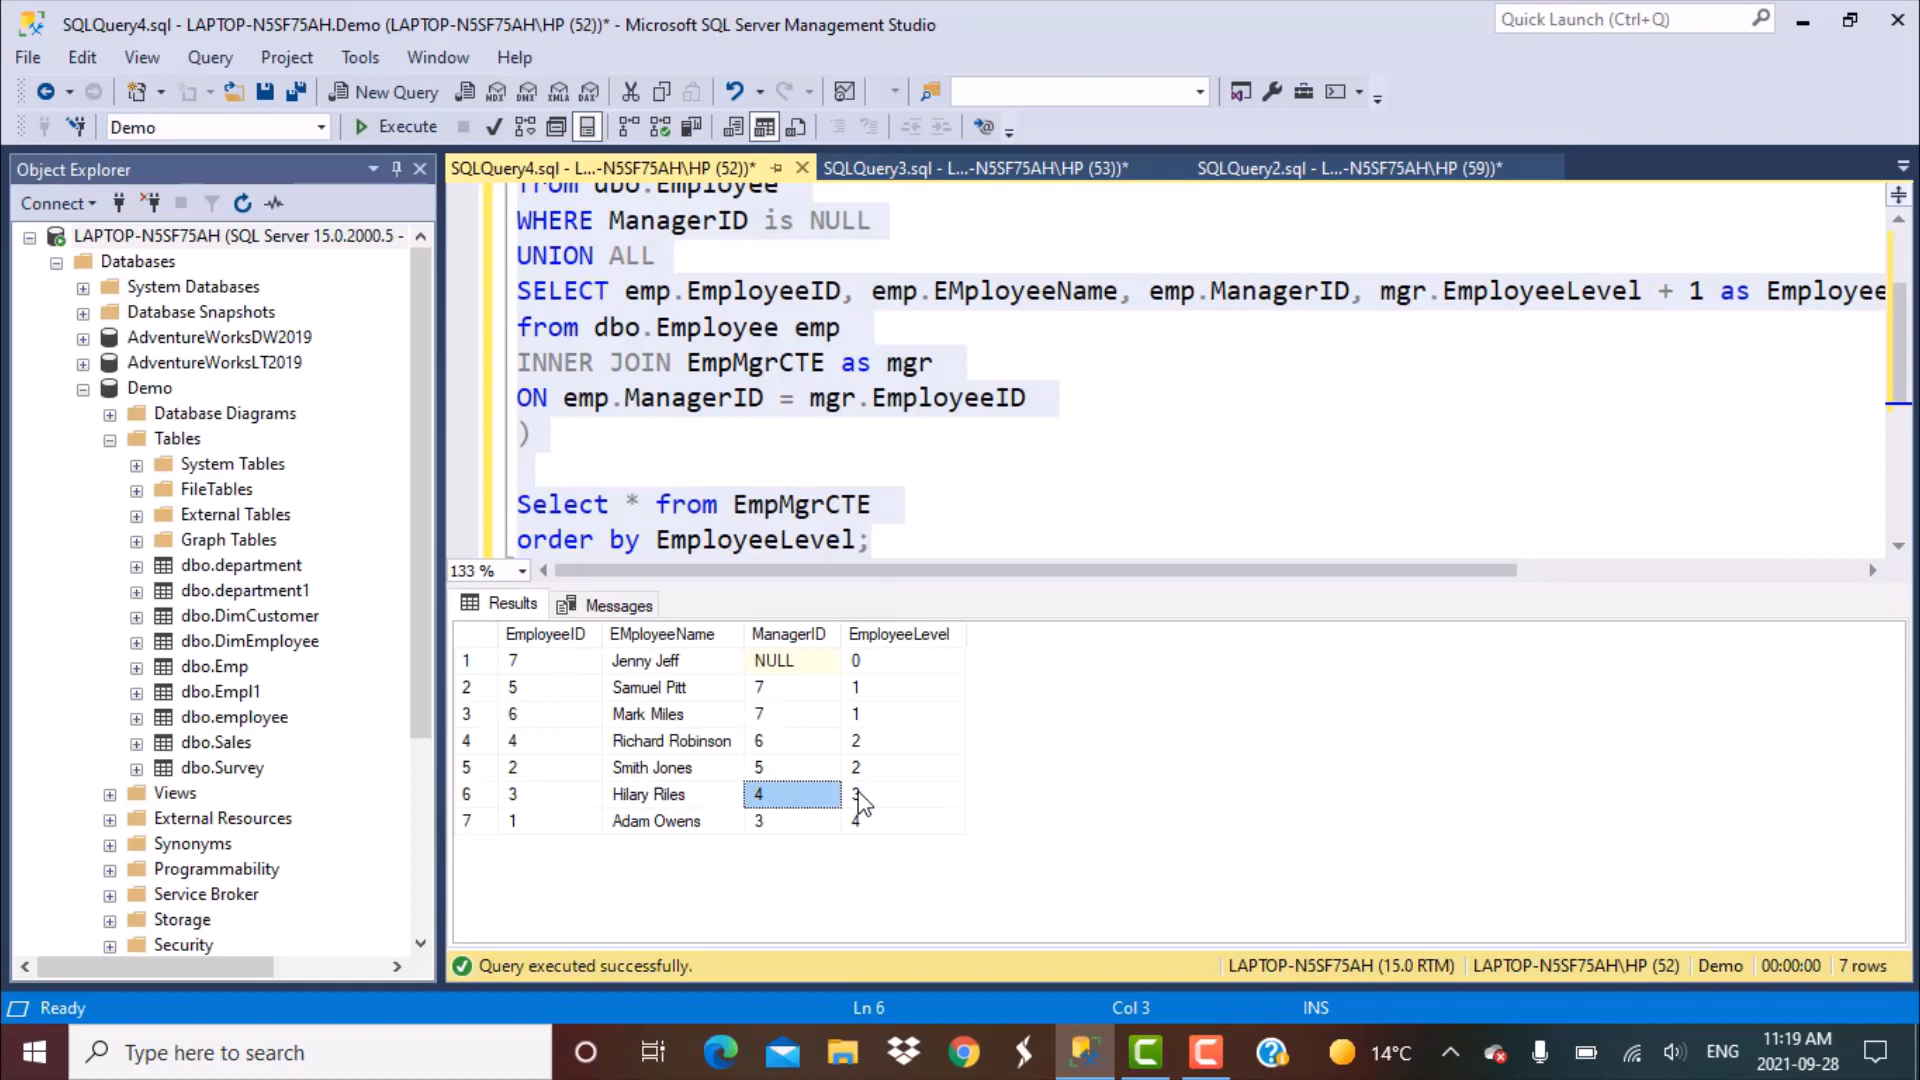 SQLQuery4.sql - LAPTOP-N5SF75AH.Demo (LAPTOP-N5SF75AH\HP (52))* - Microsoft SQL Server Management Studio
Quick Launch (Ctrl+Q)
File Edit View Query Project Tools Window Help
New Query MDX DMX XMLA DAX
Demo Execute
Object Explorer
Connect
LAPTOP-N5SF75AH (SQL Server 15.0.2000.5 -
Databases
System Databases
Database Snapshots
AdventureWorksDW2019
AdventureWorksLT2019
Demo
Database Diagrams
Tables
System Tables
FileTables
External Tables
Graph Tables
dbo.department
dbo.department1
dbo.DimCustomer
dbo.DimEmployee
dbo.Emp
dbo.Empl1
dbo.employee
dbo.Sales
dbo.Survey
Views
External Resources
Synonyms
Programmability
Service Broker
Storage
Security
SQLQuery4.sql - L...-N5SF75AH\HP (52))* SQLQuery3.sql - L...-N5SF75AH\HP (53))* SQLQuery2.sql - L...-N5SF75AH\HP (59))*
from dbo.Employee
WHERE ManagerID is NULL
UNION ALL
SELECT emp.EmployeeID, emp.EMployeeName, emp.ManagerID, mgr.EmployeeLevel + 1 as Employee
from dbo.Employee emp
INNER JOIN EmpMgrCTE as mgr
ON emp.ManagerID = mgr.EmployeeID
)
Select * from EmpMgrCTE
order by EmployeeLevel;
133 %
Results Messages
EmployeeID EMployeeName ManagerID EmployeeLevel
1 7 Jenny Jeff NULL 0
2 5 Samuel Pitt 7 1
3 6 Mark Miles 7 1
4 4 Richard Robinson 6 2
5 2 Smith Jones 5 2
6 3 Hilary Riles 4 3
7 1 Adam Owens 3 4
Query executed successfully. LAPTOP-N5SF75AH (15.0 RTM) LAPTOP-N5SF75AH\HP (52) Demo 00:00:00 7 rows
Ready Ln 6 Col 3 INS
Type here to search 14°C ENG 11:19 AM
2021-09-28